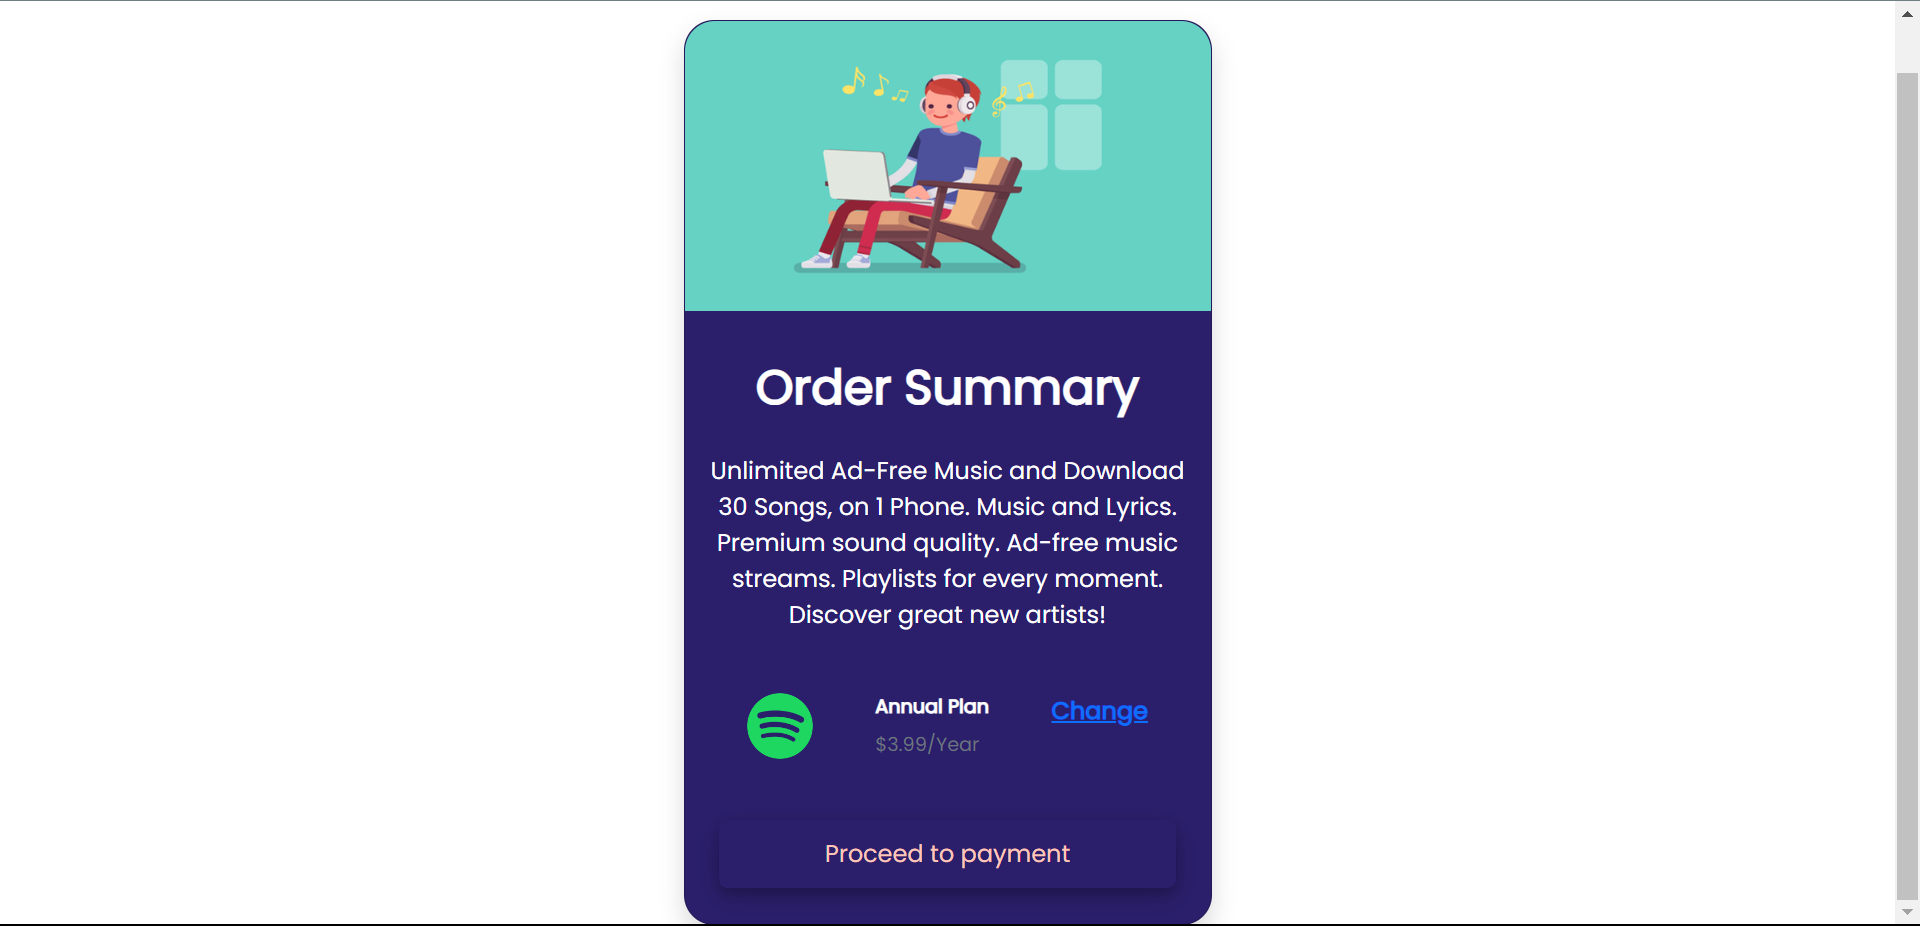 Order Summary
Unlimited Ad-Free Music and Download
30 Songs, on 1 Phone. Music and Lyrics.
Premium sound quality. Ad-free music
streams. Playlists for every moment.
Discover great new artists!
Annual Plan
$3.99/Year
Change
Proceed to payment